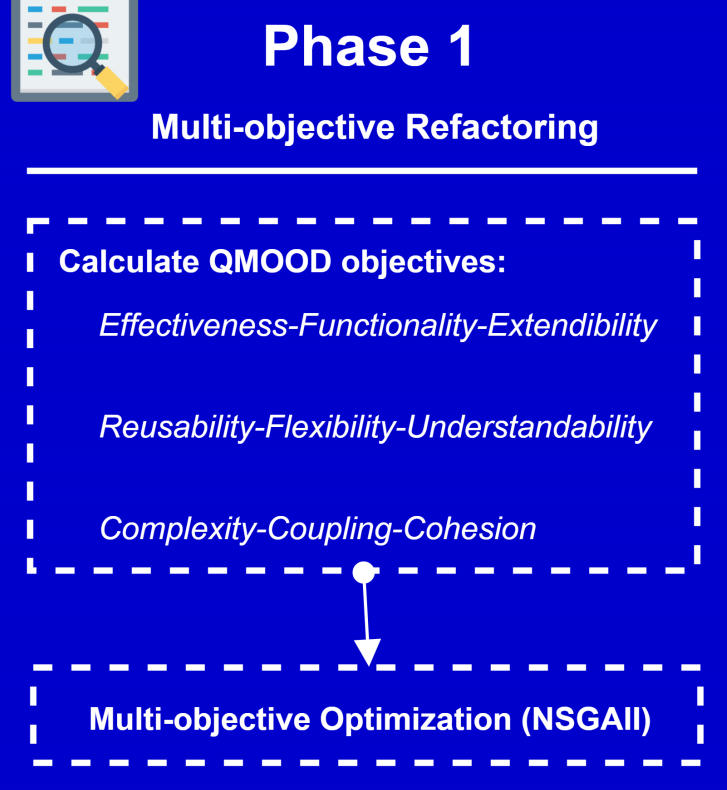 Phase 1
Multi-objective Refactoring
Calculate QMOOD objectives:
Effectiveness-Functionality-Extendibility
Reusability-Flexibility-Understandability
Complexity-Coupling-Cohesion
Multi-objective Optimization (NSGAII)